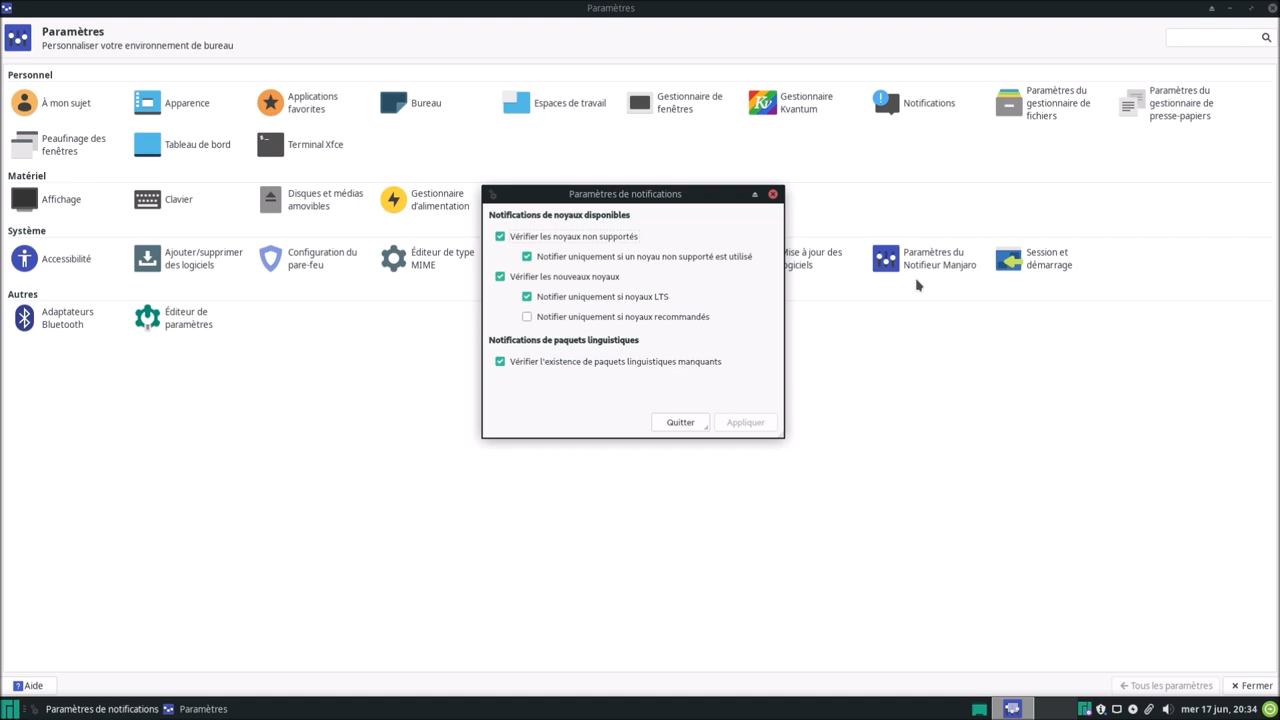 Paramètres
Paramètres
Personnaliser votre environnement de bureau
Personnel
À mon sujet
Apparence
Applications
favorites
Bureau
Espaces de travail
Gestionnaire de
fenêtres
Gestionnaire
Kvantum
Notifications
Paramètres du
gestionnaire de
fichiers
Paramètres du
gestionnaire de
presse-papiers
Peaufinage des
fenêtres
Tableau de bord
Terminal Xfce
Matériel
Affichage
Clavier
Disques et médias
amovibles
Gestionnaire
d'alimentation
Système
Accessibilité
Ajouter/supprimer
des logiciels
Configuration du
pare-feu
Éditeur de type
MIME
Mise à jour des
logiciels
Paramètres du
Notifieur Manjaro
Session et
démarrage
Autres
Adaptateurs
Bluetooth
Éditeur de
paramètres
Paramètres de notifications
Notifications de noyaux disponibles
Vérifier les noyaux non supportés
Notifier uniquement si un noyau non supporté est utilisé
Vérifier les nouveaux noyaux
Notifier uniquement si noyaux LTS
Notifier uniquement si noyaux recommandés
Notifications de paquets linguistiques
Vérifier l'existence de paquets linguistiques manquants
Quitter
Appliquer
Aide
Tous les paramètres
Fermer
Paramètres de notifications
Paramètres
mer 17 jun, 20:34